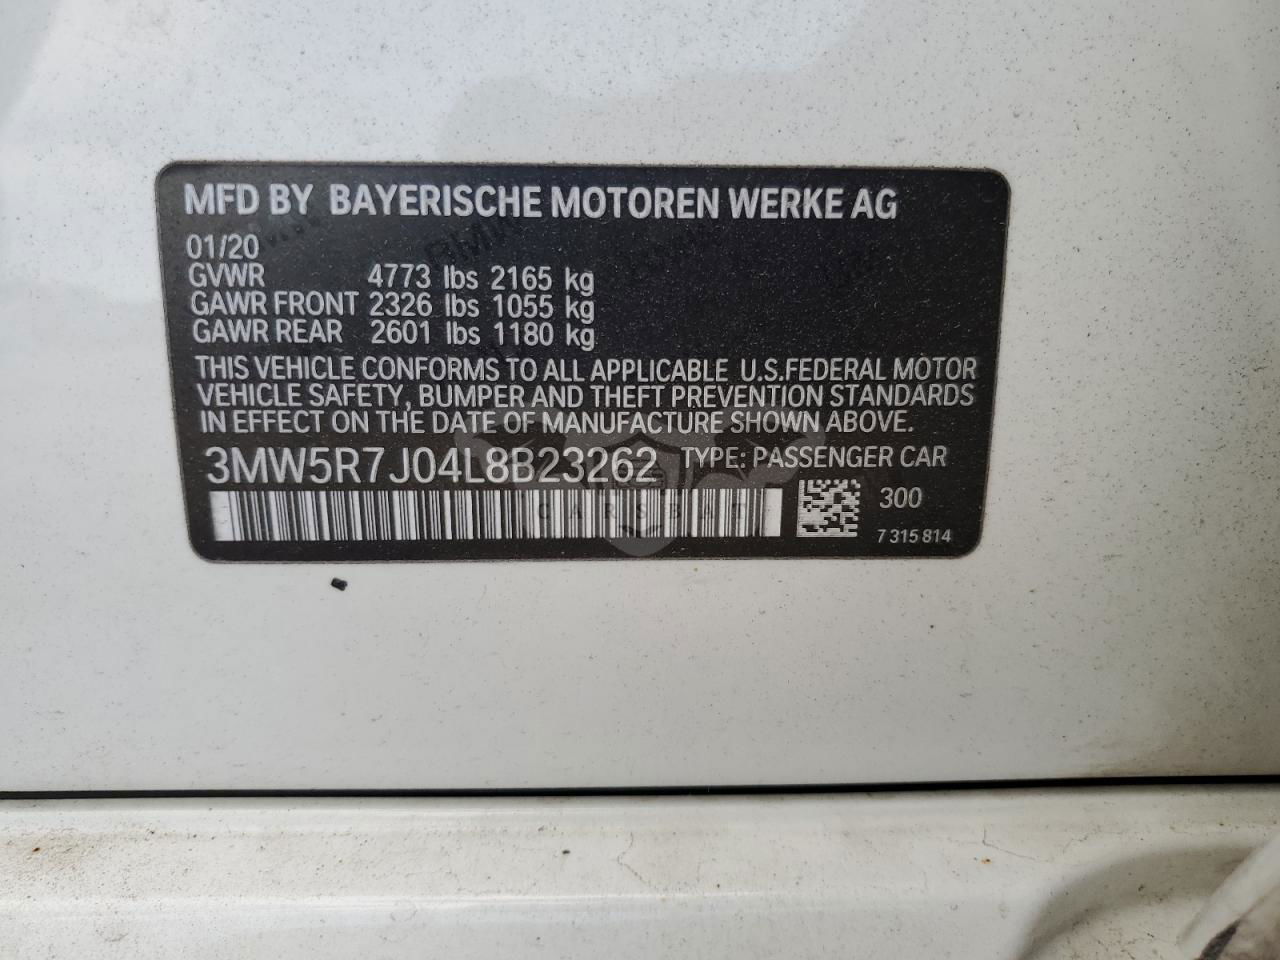 MFD BY BAYERISCHE MOTOREN WERKE AG
01/20
GVWR 4773 lbs 2165 kg
GAWR FRONT 2326 lbs 1055 kg
GAWR REAR 2601 lbs 1180 kg
THIS VEHICLE CONFORMS TO ALL APPLICABLE U.S.FEDERAL MOTOR
VEHICLE SAFETY, BUMPER AND THEFT PREVENTION STANDARDS
IN EFFECT ON THE DATE OF MANUFACTURE SHOWN ABOVE.
3MW5R7J04L8B23262 TYPE: PASSENGER CAR
300
7 315 814